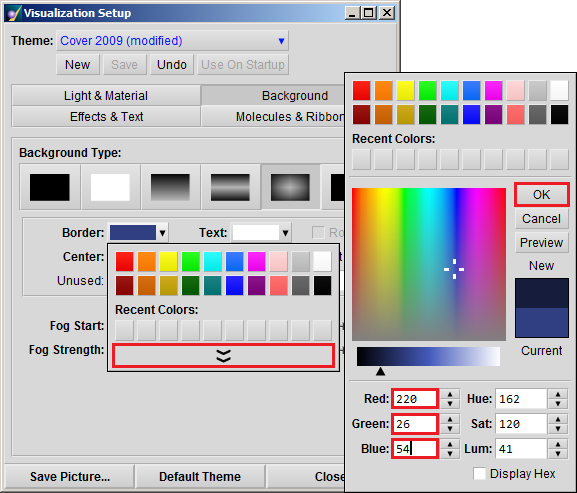 Visualization Setup
Theme: Cover 2009 (modified)
New Save Undo Use On Startup
Light & Material Background
Effects & Text Molecules & Ribbon
Background Type:
Border: Text: Ro
Center:
Unused:
Recent Colors:
Fog Start:
Fog Strength:
Save Picture... Default Theme Close
Recent Colors:
OK
Cancel
Preview
New
Current
Red: 220 Hue: 162
Green: 26 Sat: 120
Blue: 54 Lum: 41
Display Hex